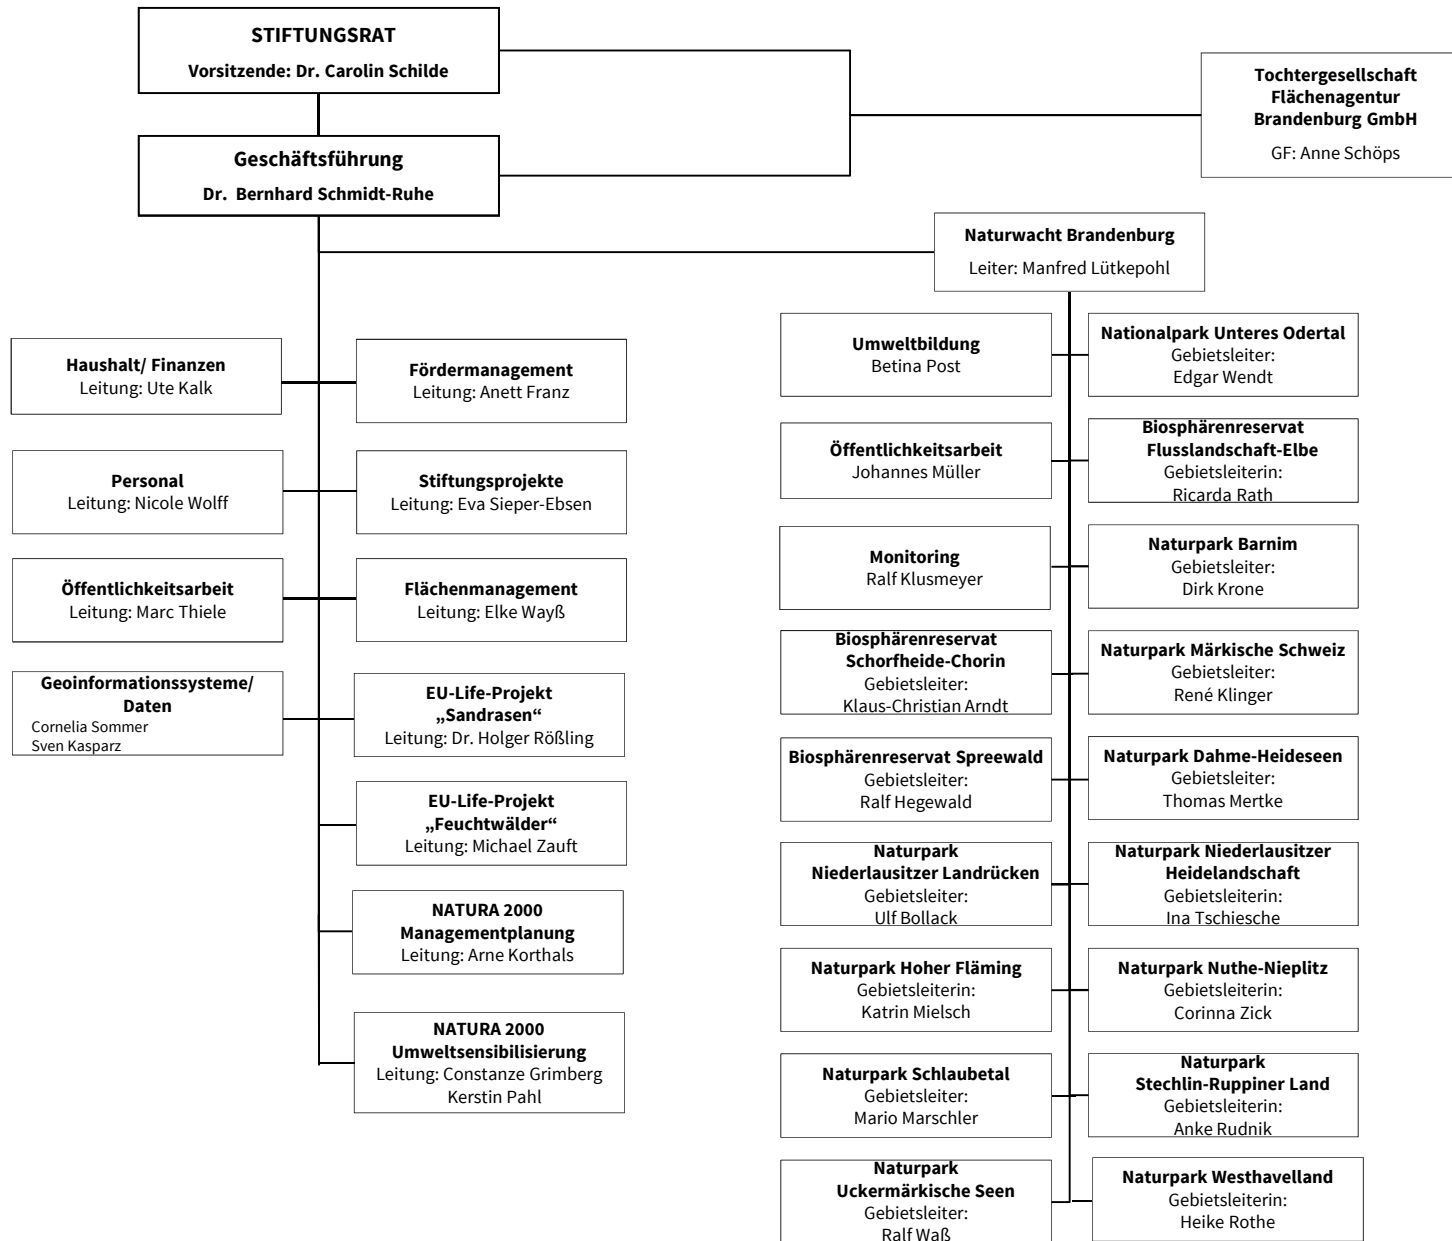 STIFTUNGSRAT
Vorsitzende: Dr. Carolin Schilde
Tochtergesellschaft
Flächenagentur
Brandenburg GmbH
GF: Anne Schöps
Geschäftsführung
Dr. Bernhard Schmidt-Ruhe
Naturwacht Brandenburg
Leiter: Manfred Lütkepohl
Haushalt/ Finanzen
Leitung: Ute Kalk
Fördermanagement
Leitung: Anett Franz
Personal
Leitung: Nicole Wolff
Stiftungsprojekte
Leitung: Eva Sieper-Ebsen
Öffentlichkeitsarbeit
Leitung: Marc Thiele
Flächenmanagement
Leitung: Elke Wayß
Geoinformationssysteme/
Daten
Cornelia Sommer
Sven Kasparz
EU-Life-Projekt
„Sandrasen“
Leitung: Dr. Holger Rößling
EU-Life-Projekt
„Feuchtwälder“
Leitung: Michael Zauft
NATURA 2000
Managementplanung
Leitung: Arne Korthals
NATURA 2000
Umweltsensibilisierung
Leitung: Constanze Grimberg
Kerstin Pahl
Umweltbildung
Betina Post
Nationalpark Unteres Odertal
Gebietsleiter:
Edgar Wendt
Öffentlichkeitsarbeit
Johannes Müller
Biosphärenreservat
Flusslandschaft-Elbe
Gebietsleiterin:
Ricarda Rath
Monitoring
Ralf Klusmeyer
Naturpark Barnim
Gebietsleiter:
Dirk Krone
Biosphärenreservat
Schorfheide-Chorin
Gebietsleiter:
Klaus-Christian Arndt
Naturpark Märkische Schweiz
Gebietsleiter:
René Klinger
Biosphärenreservat Spreewald
Gebietsleiter:
Ralf Hegewald
Naturpark Dahme-Heideseen
Gebietsleiter:
Thomas Mertke
Naturpark
Niederlausitzer Landrücken
Gebietsleiter:
Ulf Bollack
Naturpark Niederlausitzer
Heidelandschaft
Gebietsleiterin:
Ina Tschiesche
Naturpark Hoher Fläming
Gebietsleiterin:
Katrin Mielsch
Naturpark Nuthe-Nieplitz
Gebietsleiterin:
Corinna Zick
Naturpark Schlaubetal
Gebietsleiter:
Mario Marschler
Naturpark
Stechlin-Ruppiner Land
Gebietsleiterin:
Anke Rudnik
Naturpark
Uckermärkische Seen
Gebietsleiter:
Ralf Waß
Naturpark Westhavelland
Gebietsleiterin:
Heike Rothe